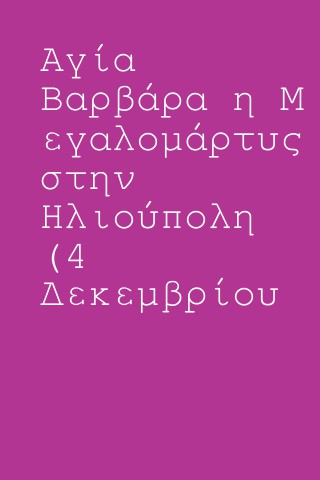 Αγία
Βαρβάρα η Μ
εγαλομάρτυς
στην
Ηλιούπολη
(4
Δεκεμβρίου